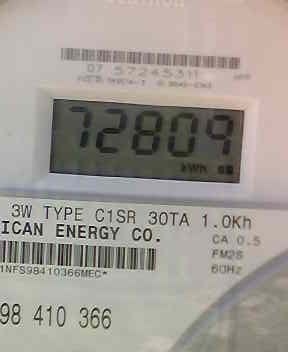 07 57245311
72809
kWh
3W TYPE C1SR 30TA 1.0Kh
ICAN ENERGY CO.
CA 0.5
FM2S
60Hz
1NFS98410366MEC*
98 410 366